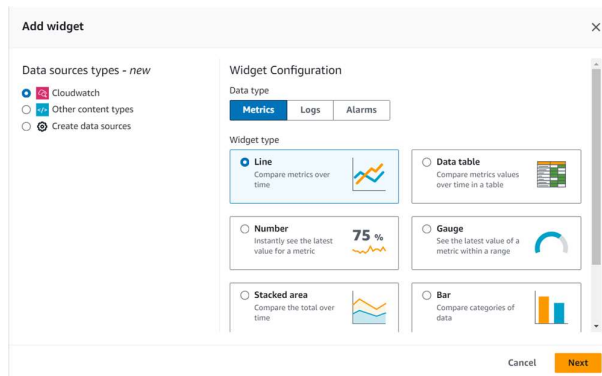 Add widget
Data sources types - new
Cloudwatch
Other content types
Create data sources
Widget Configuration
Data type
Metrics Logs Alarms
Widget type
Line
Compare metrics over
time
Data table
Compare metrics values
over time in a table
Number
Instantly see the latest
value for a metric
75 %
Gauge
See the latest value of a
metric within a range
Stacked area
Compare the total over
time
Bar
Compare categories of
data
Cancel Next